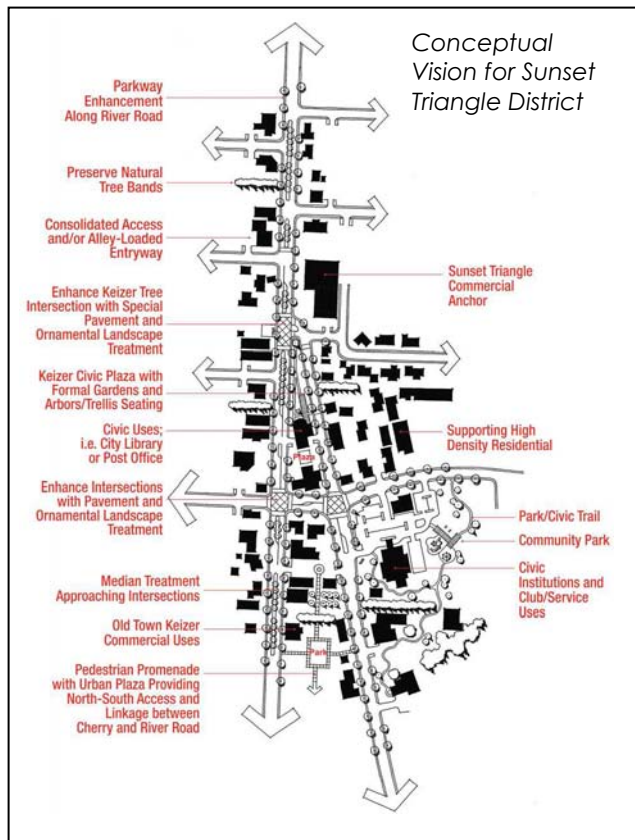 Conceptual
Vision for Sunset
Triangle District
Parkway
Enhancement
Along River Road
Preserve Natural
Tree Bands
Consolidated Access
and/or Alley-Loaded
Entryway
Sunset Triangle
Commercial
Anchor
Enhance Keizer Tree
Intersection with Special
Pavement and
Ornamental Landscape
Treatment
Keizer Civic Plaza with
Formal Gardens and
Arbors/Trellis Seating
Civic Uses;
i.e. City Library
or Post Office
Plaza
Supporting High
Density Residential
Enhance Intersections
with Pavement and
Ornamental Landscape
Treatment
Park/Civic Trail
Community Park
Civic
Institutions and
Club/Service
Uses
Median Treatment
Approaching Intersections
Old Town Keizer
Commercial Uses
Park
Pedestrian Promenade
with Urban Plaza Providing
North-South Access and
Linkage between
Cherry and River Road